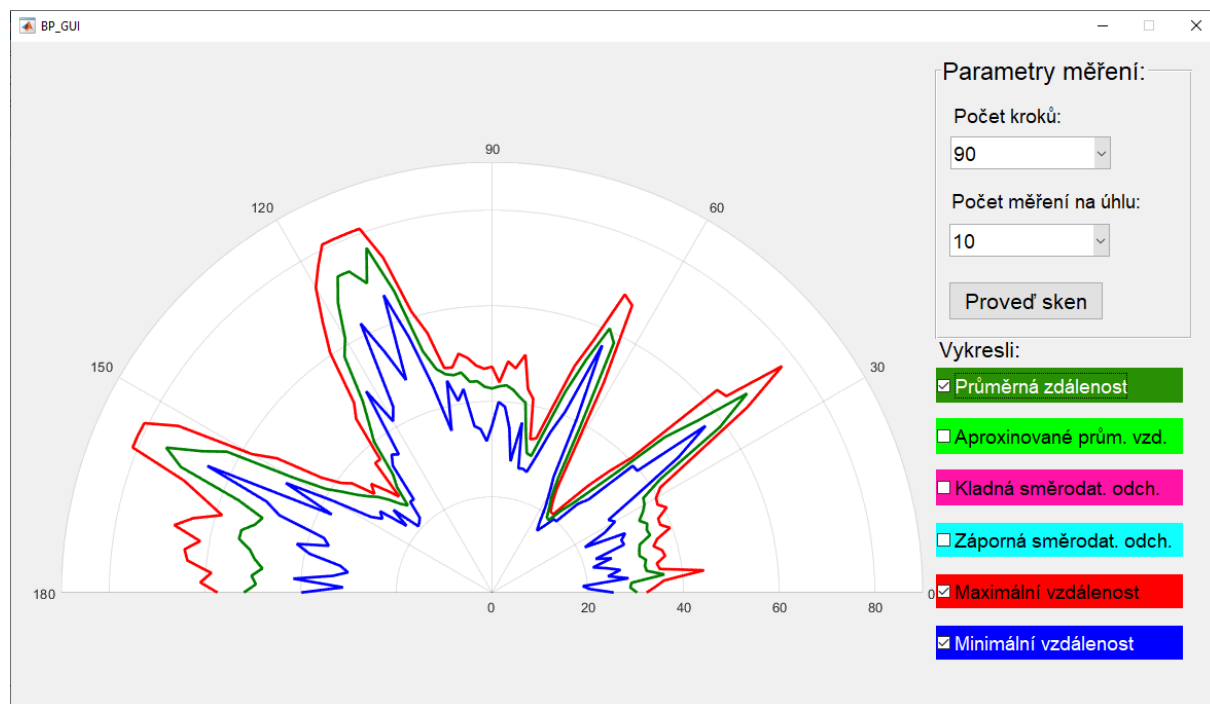 BP_GUI
Parametry měření:
Počet kroků:
90
Počet měření na úhlu:
10
Proveď sken
Vykresli:
Průměrná zdálenost
Aproxinované prům. vzd.
Kladná směrodat. odch.
Záporná směrodat. odch.
Maximální vzdálenost
Minimální vzdálenost
90
120
60
150
30
180
0
0
20
40
60
80